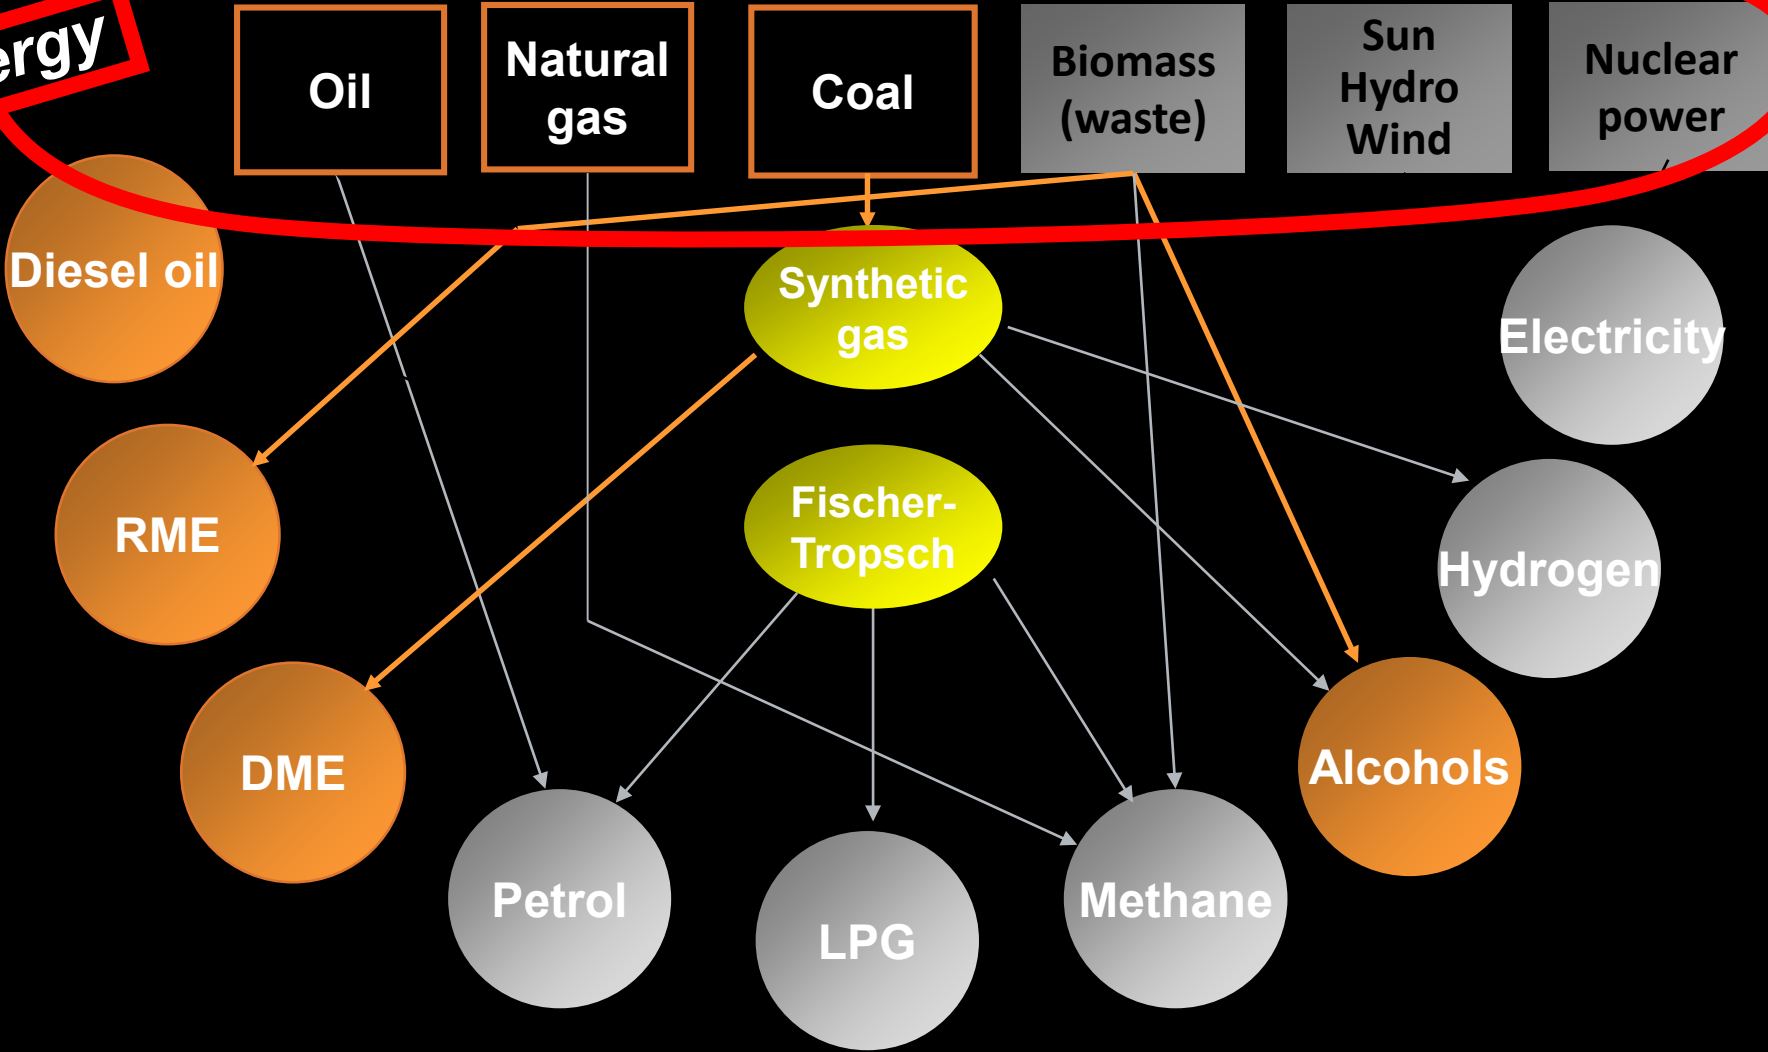 Oil
Natural
gas
Coal
Biomass
(waste)
Sun
Hydro
Wind
Nuclear
power
Diesel oil
Synthetic
gas
Electricity
RME
Fischer-
Tropsch
Hydrogen
DME
Alcohols
Petrol
LPG
Methane